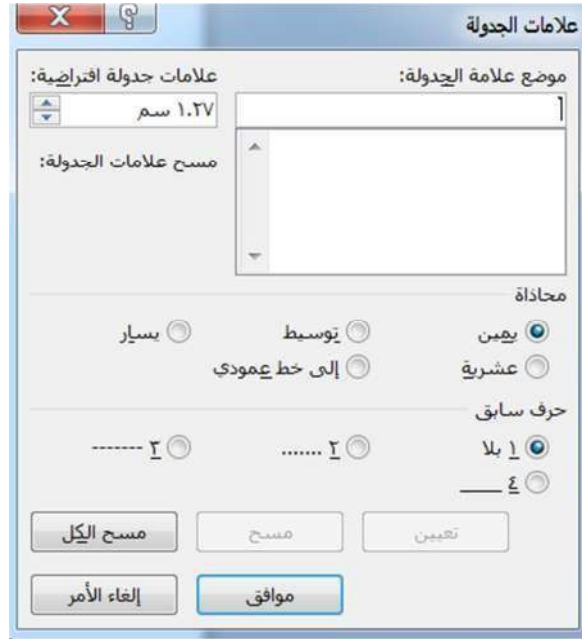 علامات الجدولة
موضع علامة الجدولة:
علامات جدولة افتراضية:
١.٢٧ سم
مسح علامات الجدولة:
محاذاة
يمين
توسيط
يسار
عشرية
إلى خط عمودي
حرف سابق
١ بلا
٢ .......
٣ -------
٤ ____
تعيين
مسح
مسح الكل
موافق
إلغاء الأمر